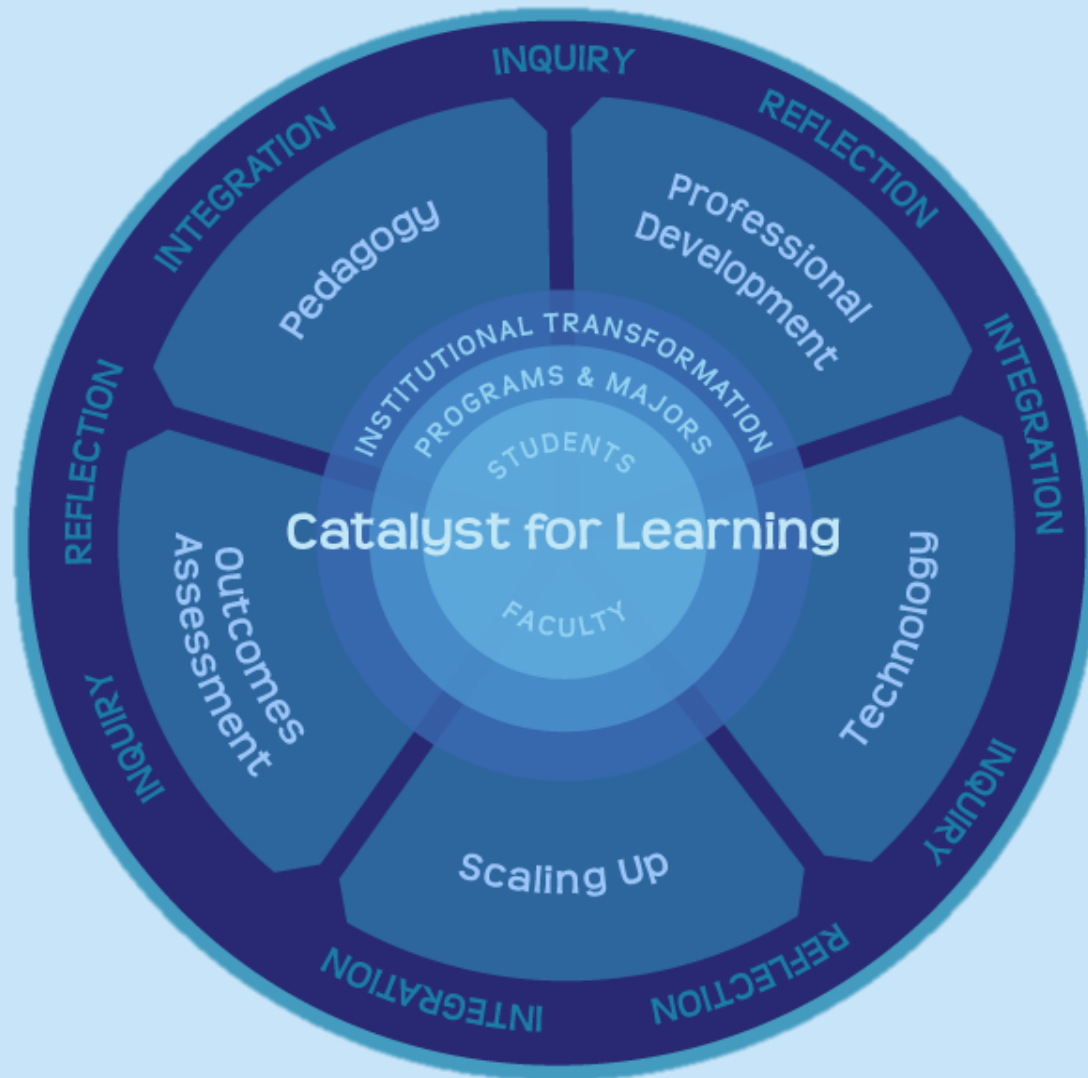 INQUIRY
REFLECTION
INTEGRATION
INQUIRY
REFLECTION
INTEGRATION
INQUIRY
REFLECTION
INTEGRATION
Pedagogy
Professional
Development
Technology
Scaling Up
Outcomes
Assessment
INSTITUTIONAL TRANSFORMATION
PROGRAMS & MAJORS
STUDENTS
Catalyst for Learning
FACULTY